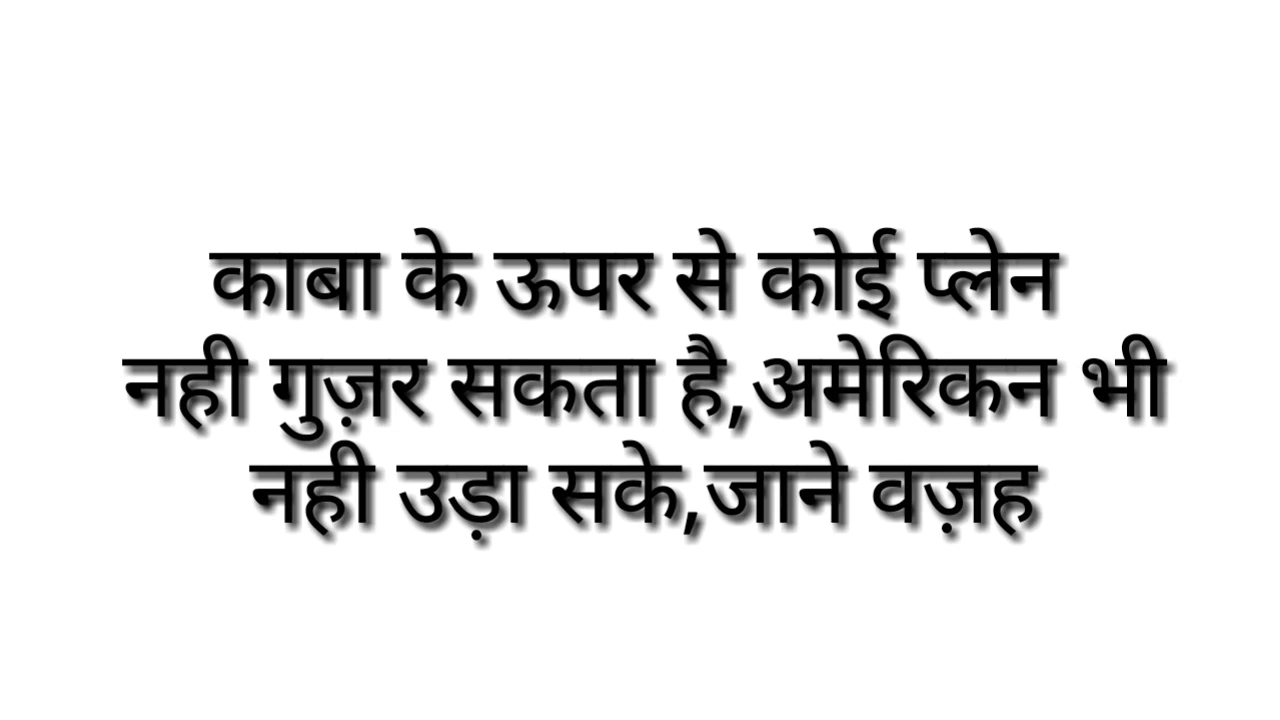 काबा के ऊपर से कोई प्लेन
नही गुज़र सकता है,अमेरिकन भी
नही उड़ा सके,जाने वज़ह